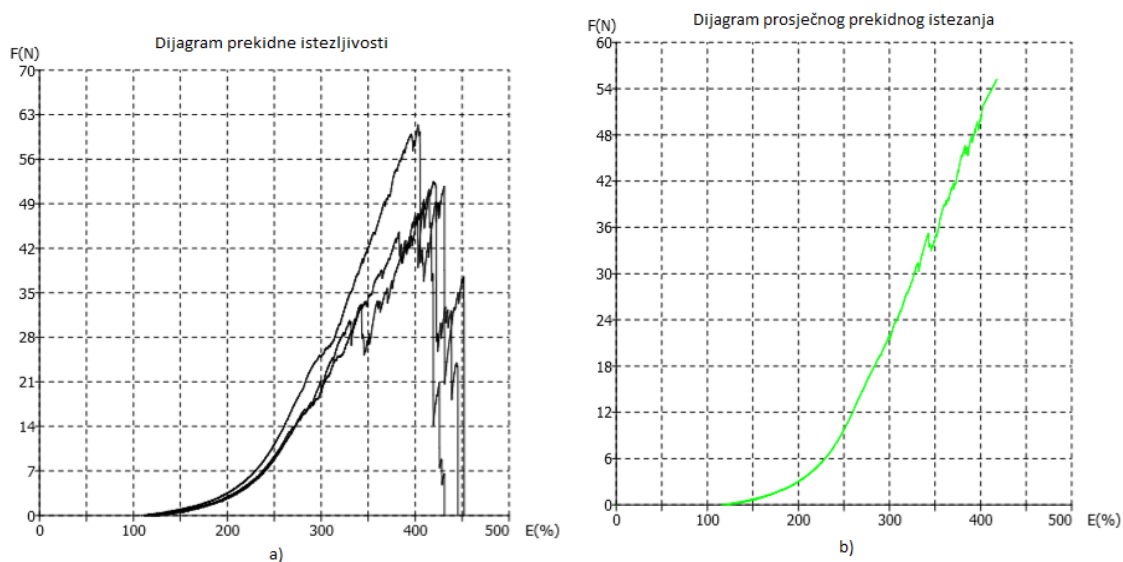 Dijagram prekidne istezljivosti
F(N)
70
63
56
49
42
35
28
21
14
7
0
0 100 200 300 400 500
E(%)
a)
Dijagram prosječnog prekidnog istezanja
F(N)
60
54
48
42
36
30
24
18
12
6
0
0 100 200 300 400 500
E(%)
b)